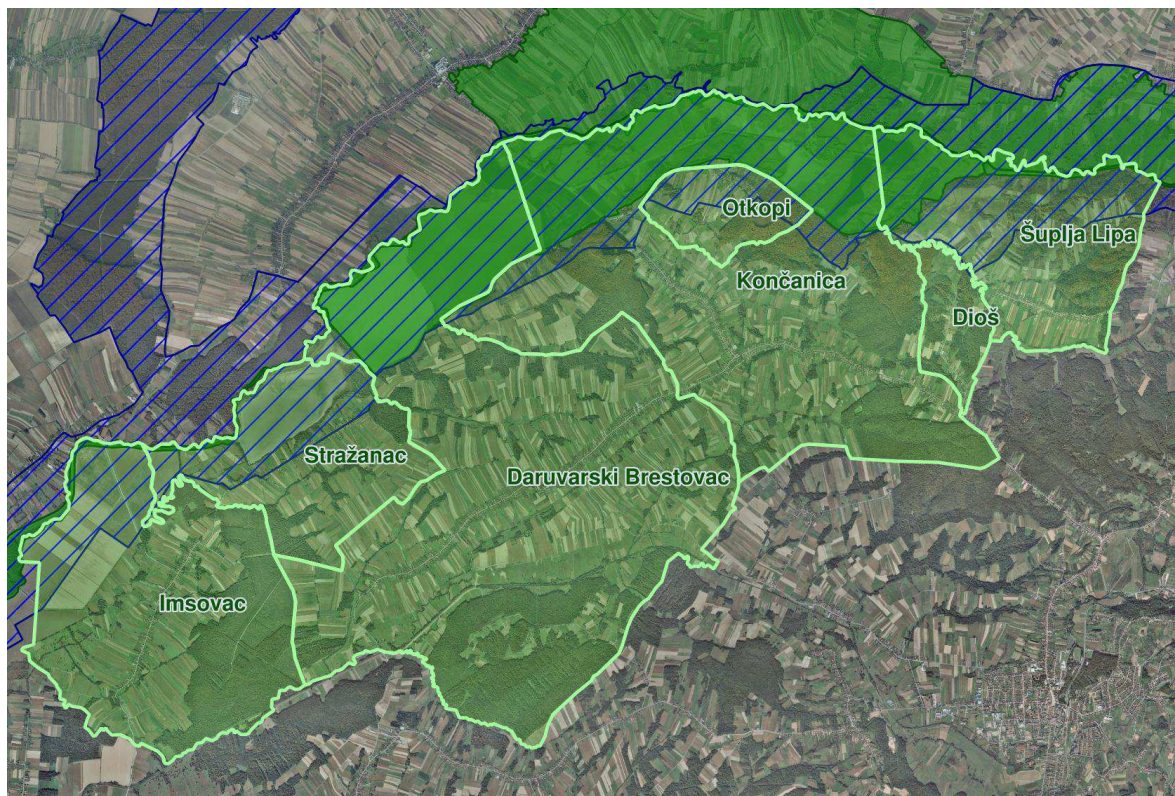 Otkopi
Šuplja Lipa
Končanica
Dioš
Stražanac
Daruvarski Brestovac
Imsovac